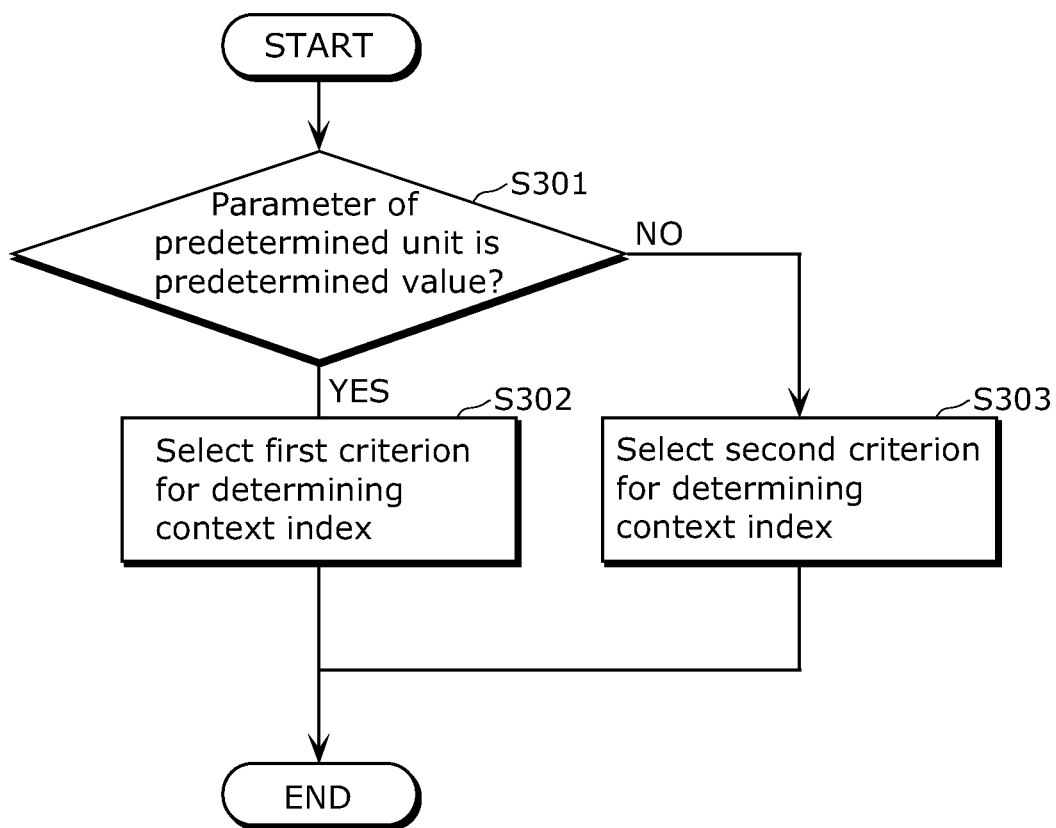 START
S301
Parameter of
predetermined unit is
predetermined value?
NO
YES
S302
Select first criterion
for determining
context index
S303
Select second criterion
for determining
context index
END